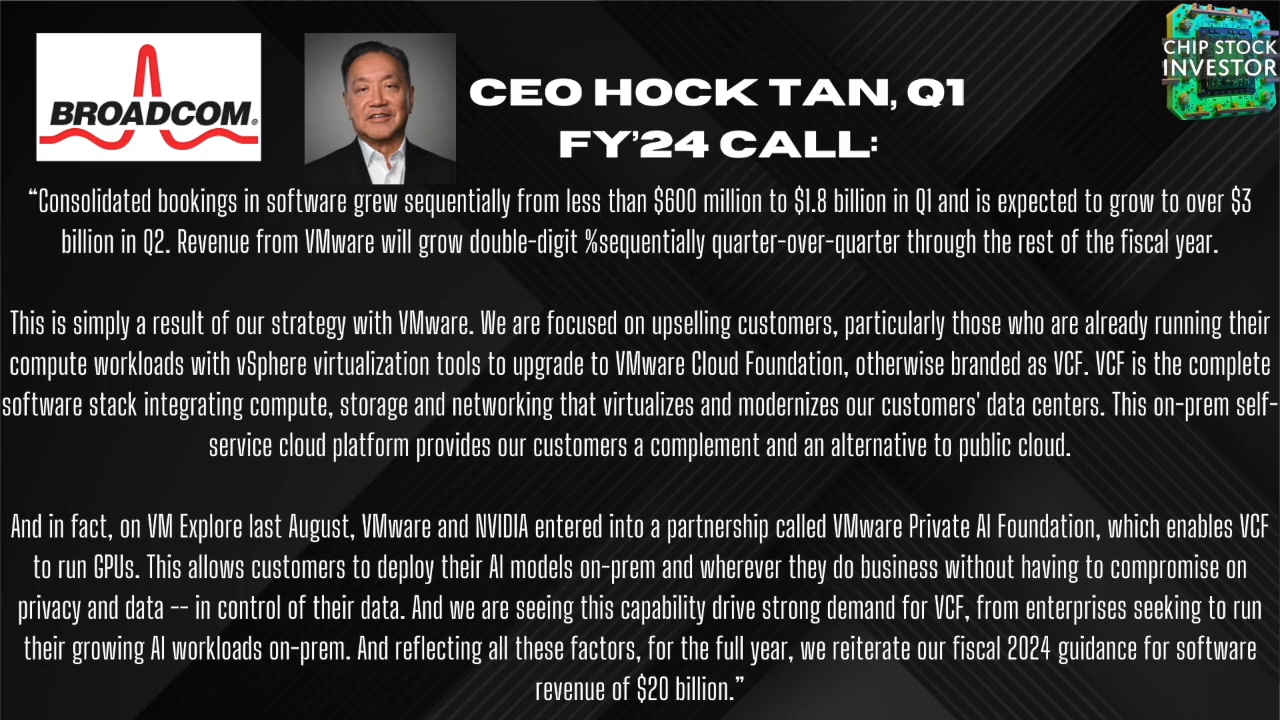 BROADCOM®
CEO HOCK TAN, Q1
FY’24 CALL:
CHIP STOCK
INVESTOR
“Consolidated bookings in software grew sequentially from less than $600 million to $1.8 billion in Q1 and is expected to grow to over $3
billion in Q2. Revenue from VMware will grow double-digit %sequentially quarter-over-quarter through the rest of the fiscal year.
This is simply a result of our strategy with VMware. We are focused on upselling customers, particularly those who are already running their
compute workloads with vSphere virtualization tools to upgrade to VMware Cloud Foundation, otherwise branded as VCF. VCF is the complete
software stack integrating compute, storage and networking that virtualizes and modernizes our customers' data centers. This on-prem self-
service cloud platform provides our customers a complement and an alternative to public cloud.
And in fact, on VM Explore last August, VMware and NVIDIA entered into a partnership called VMware Private AI Foundation, which enables VCF
to run GPUs. This allows customers to deploy their AI models on-prem and wherever they do business without having to compromise on
privacy and data -- in control of their data. And we are seeing this capability drive strong demand for VCF, from enterprises seeking to run
their growing AI workloads on-prem. And reflecting all these factors, for the full year, we reiterate our fiscal 2024 guidance for software
revenue of $20 billion.”